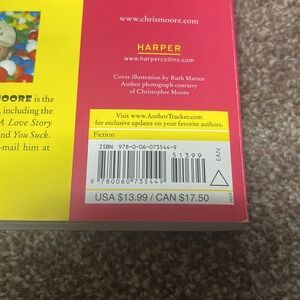 www.chrismoore.com
HARPER
www.harpercollins.com
Cover illustration by Ruth Marten
Author photograph courtesy
of Christopher Moore
MOORE is the
, including the
A Love Story
and You Suck.
-mail him at
Visit www.AuthorTracker.com
for exclusive updates on your favorite authors.
Fiction
ISBN 978-0-06-073544-9
51399
EAN
9 780060 735449
USA $13.99 / CAN $17.50